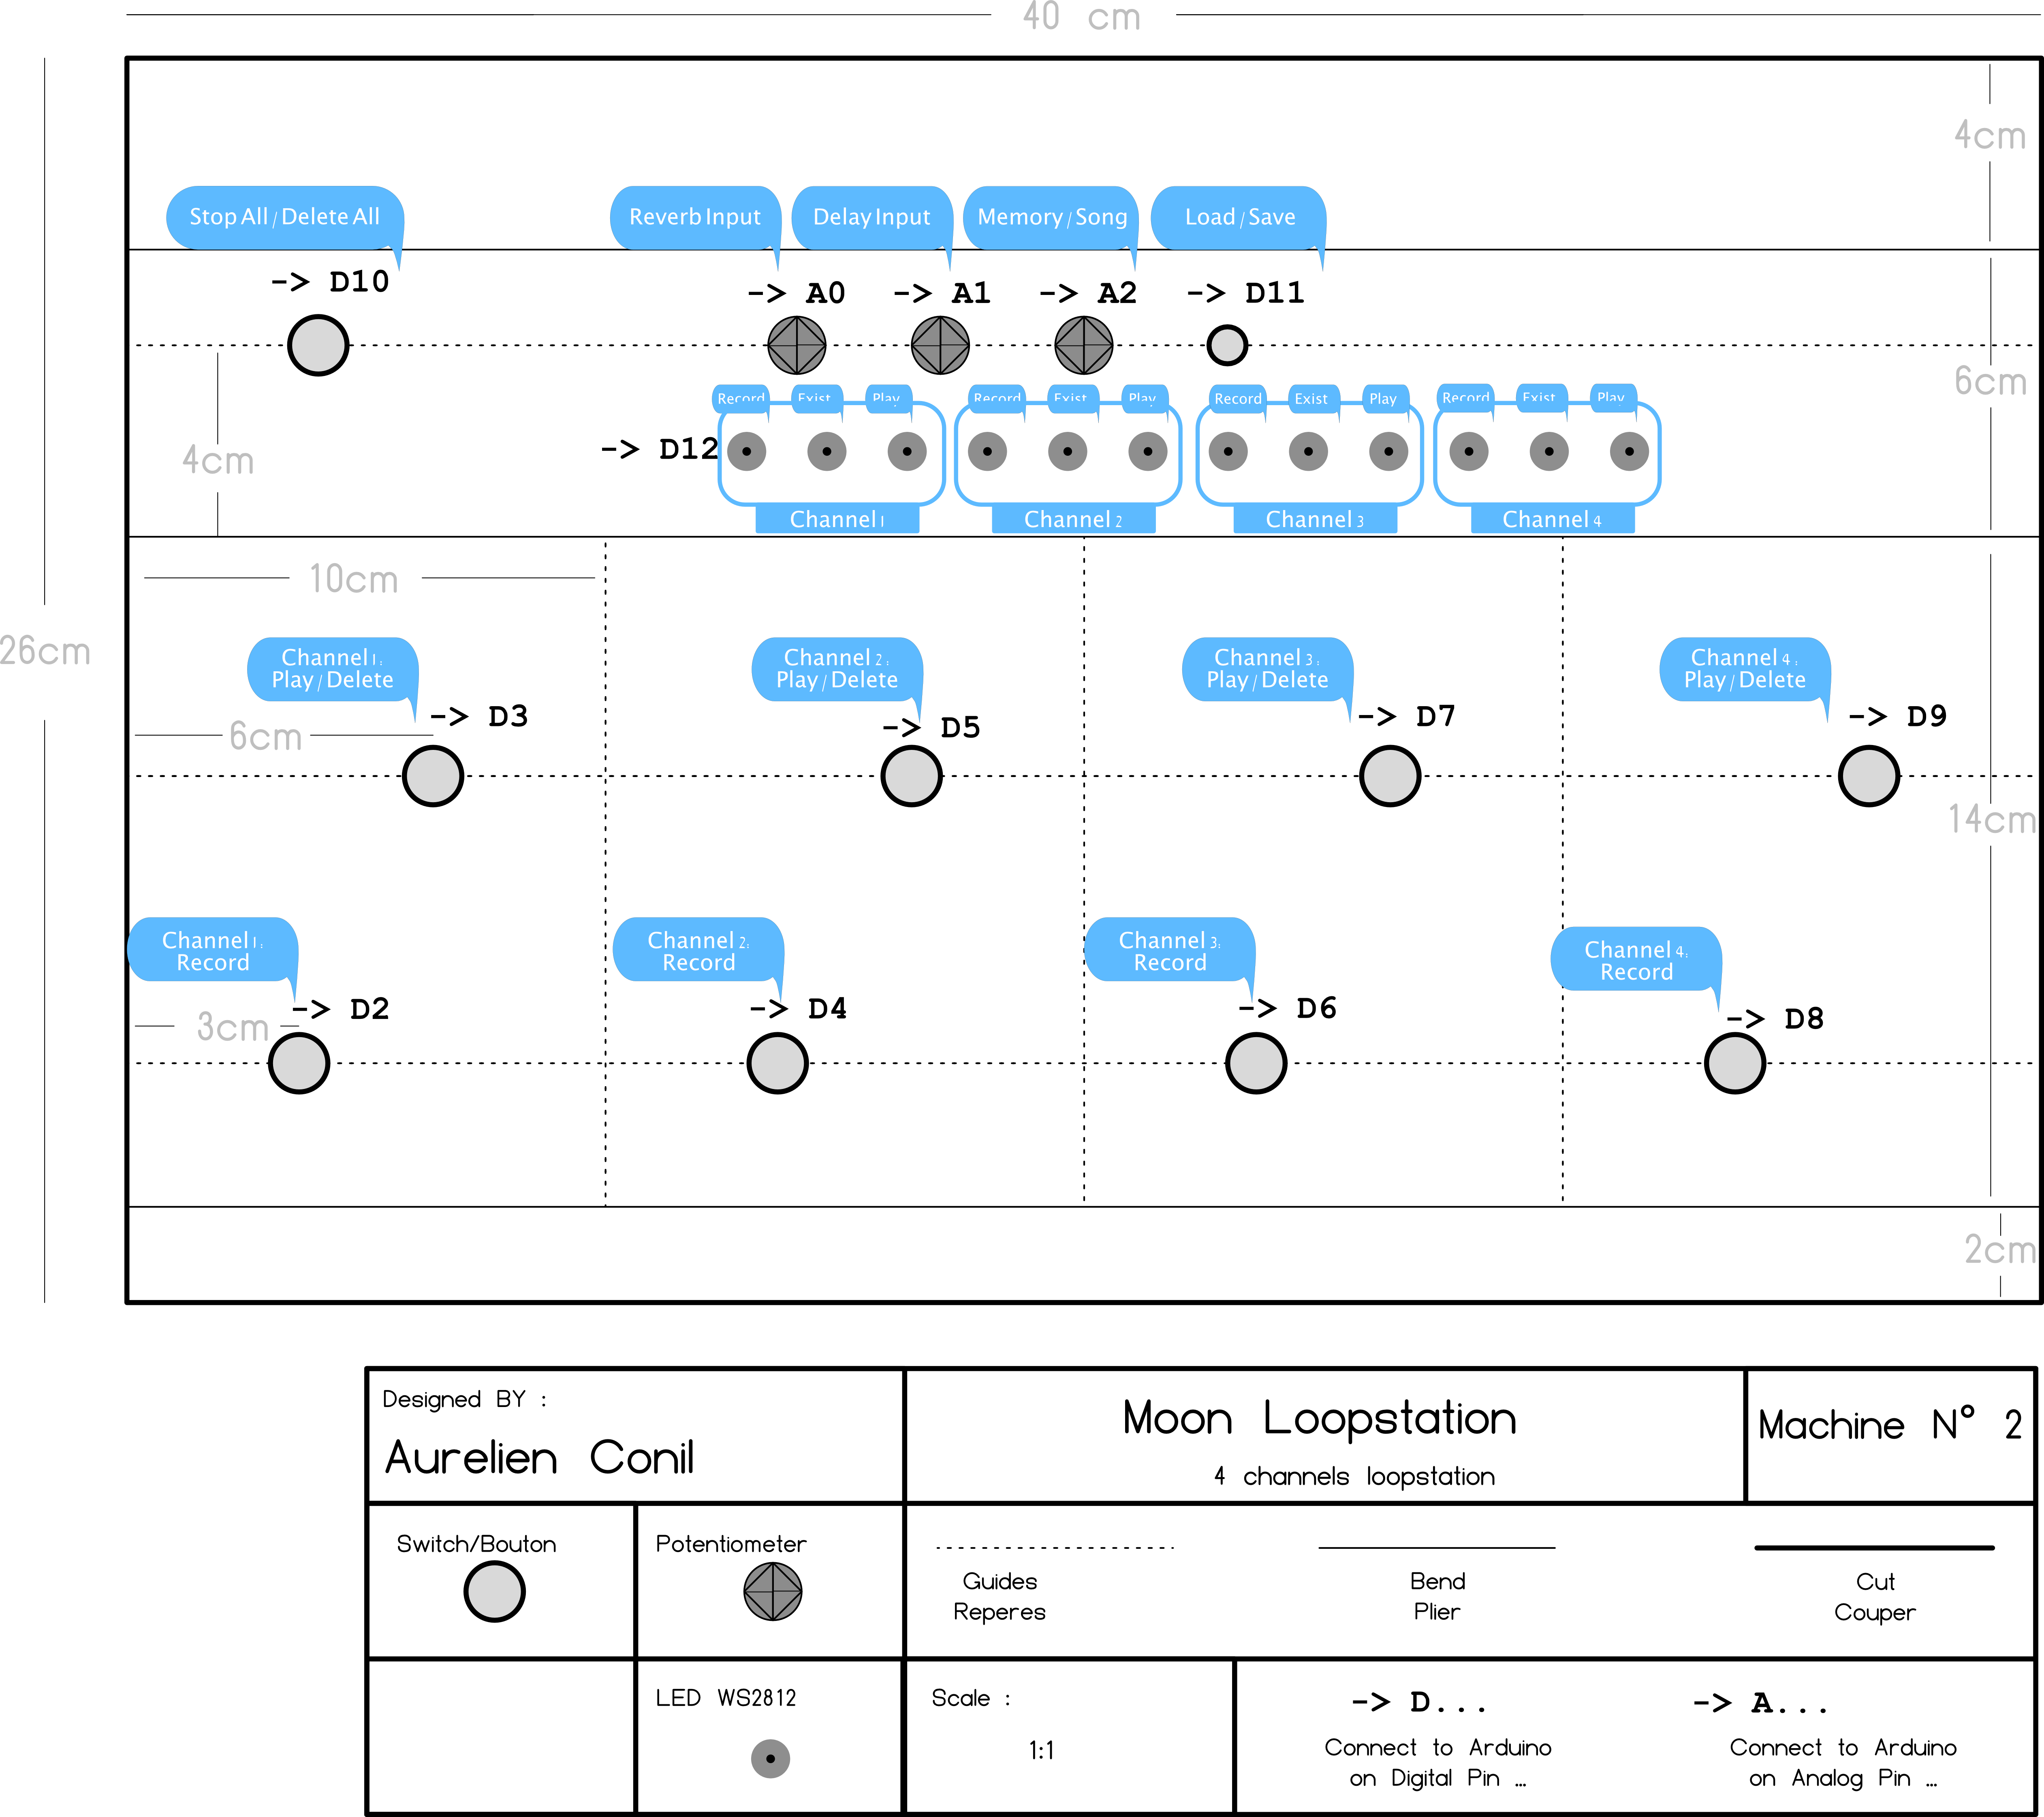 40 cm
4cm
Stop All / Delete All
Reverb Input
Delay Input
Memory / Song
Load / Save
-> D10
-> A0
-> A1
-> A2
-> D11
6cm
Record Exist Play
Record Exist Play
Record Exist Play
Record Exist Play
4cm
-> D12
Channel 1
Channel 2
Channel 3
Channel 4
10cm
26cm
Channel 1 :
Play / Delete
Channel 2 :
Play / Delete
Channel 3 :
Play / Delete
Channel 4 :
Play / Delete
-> D3
-> D5
-> D7
-> D9
6cm
14cm
Channel 1 :
Record
Channel 2:
Record
Channel 3:
Record
Channel 4:
Record
-> D2
-> D4
-> D6
-> D8
3cm
2cm
Designed BY :
Aurelien Conil
Moon Loopstation
4 channels loopstation
Machine N° 2
Switch/Bouton
Potentiometer
Guides
Reperes
Bend
Plier
Cut
Couper
LED WS2812
Scale :
1:1
-> D...
Connect to Arduino
on Digital Pin ...
-> A...
Connect to Arduino
on Analog Pin ...